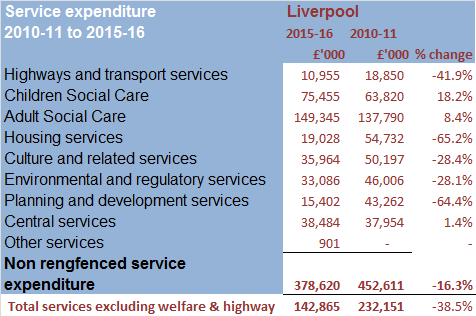 Service expenditure Liverpool
2010-11 to 2015-16 2015-16 2010-11
£'000 £'000 % change
Highways and transport services 10,955 18,850 -41.9%
Children Social Care 75,455 63,820 18.2%
Adult Social Care 149,345 137,790 8.4%
Housing services 19,028 54,732 -65.2%
Culture and related services 35,964 50,197 -28.4%
Environmental and regulatory services 33,086 46,006 -28.1%
Planning and development services 15,402 43,262 -64.4%
Central services 38,484 37,954 1.4%
Other services 901 - -
Non rengfenced service
expenditure 378,620 452,611 -16.3%
Total services excluding welfare & highway 142,865 232,151 -38.5%